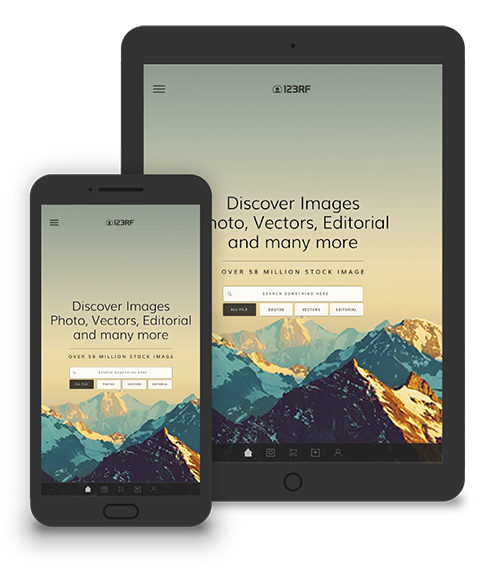 123RF
Discover Images
hoto, Vectors, Editorial
and many more
OVER 58 MILLION STOCK IMAGE
SEARCH SOMETHING HERE
ALL FILE PHOTOS VECTORS EDITORIAL
123RF
Discover Images
Photo, Vectors, Editorial
and many more
OVER 58 MILLION STOCK IMAGE
SEARCH SOMETHING HERE
ALL FILE PHOTOS VECTORS EDITORIAL